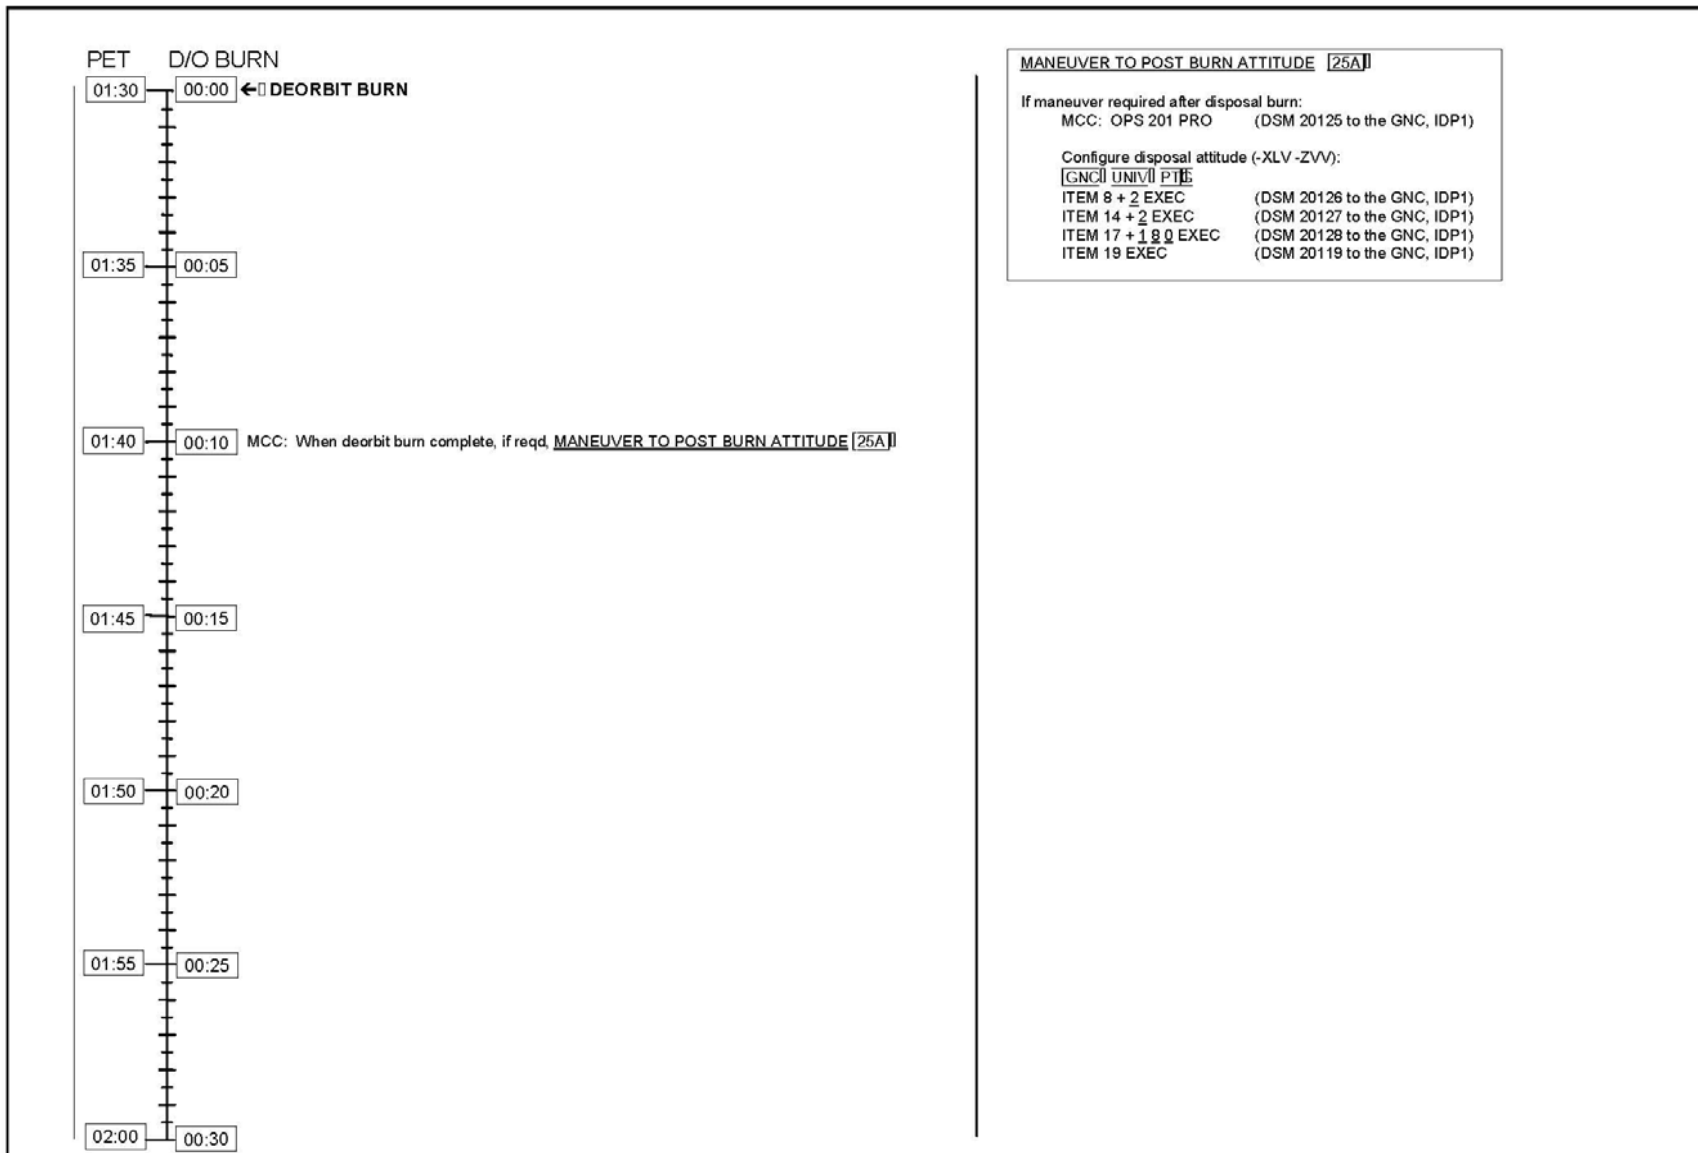 PET D/O BURN
01:30 00:00 ← DEORBIT BURN
01:35 00:05
01:40 00:10 MCC: When deorbit burn complete, if reqd, MANEUVER TO POST BURN ATTITUDE 25A
01:45 00:15
01:50 00:20
01:55 00:25
02:00 00:30
MANEUVER TO POST BURN ATTITUDE 25A
If maneuver required after disposal burn:
MCC: OPS 201 PRO (DSM 20125 to the GNC, IDP1)
Configure disposal attitude (-XLV -ZVV):
GNC UNIV PTG
ITEM 8 + 2 EXEC (DSM 20126 to the GNC, IDP1)
ITEM 14 + 2 EXEC (DSM 20127 to the GNC, IDP1)
ITEM 17 + 1 8 0 EXEC (DSM 20128 to the GNC, IDP1)
ITEM 19 EXEC (DSM 20119 to the GNC, IDP1)